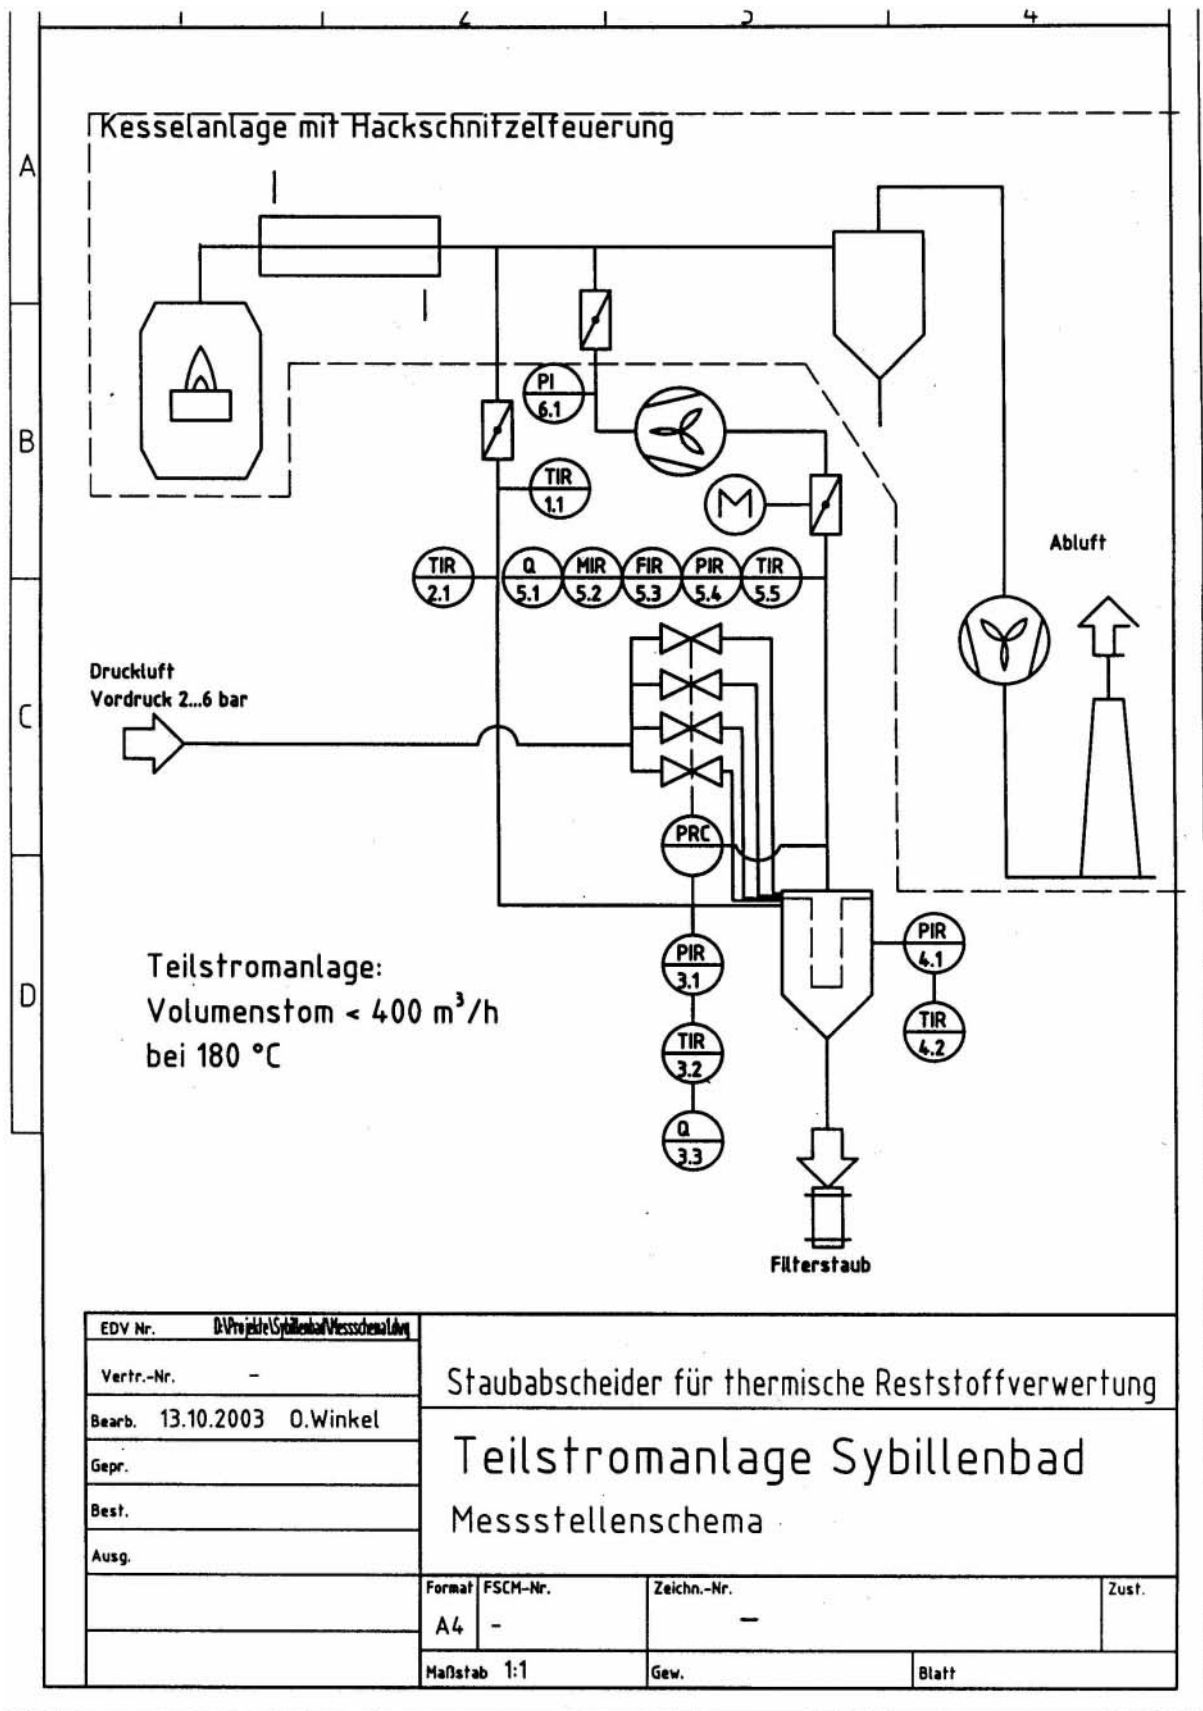 4
A
Kesselanlage mit Hackschnitzelfeuerung
B
PI
6.1
TIR
1.1
M
Abluft
TIR
2.1
Q
5.1
MIR
5.2
FIR
5.3
PIR
5.4
TIR
5.5
Druckluft
Vordruck 2...6 bar
C
PRC
PIR
3.1
PIR
4.1
Teilstromanlage:
Volumenstom < 400 m³/h
bei 180 °C
D
TIR
3.2
TIR
4.2
Q
3.3
Filterstaub
EDV Nr. D:\Projekte\Sybillenbad\Messschema1.dwg
Vertr.-Nr. -
Bearb. 13.10.2003 O.Winkel
Gepr.
Best.
Ausg.
Staubabscheider für thermische Reststoffverwertung
Teilstromanlage Sybillenbad
Messstellenschema
Format FSCM-Nr. Zeichn.-Nr. Zust.
A4 - -
Maßstab 1:1 Gew. Blatt